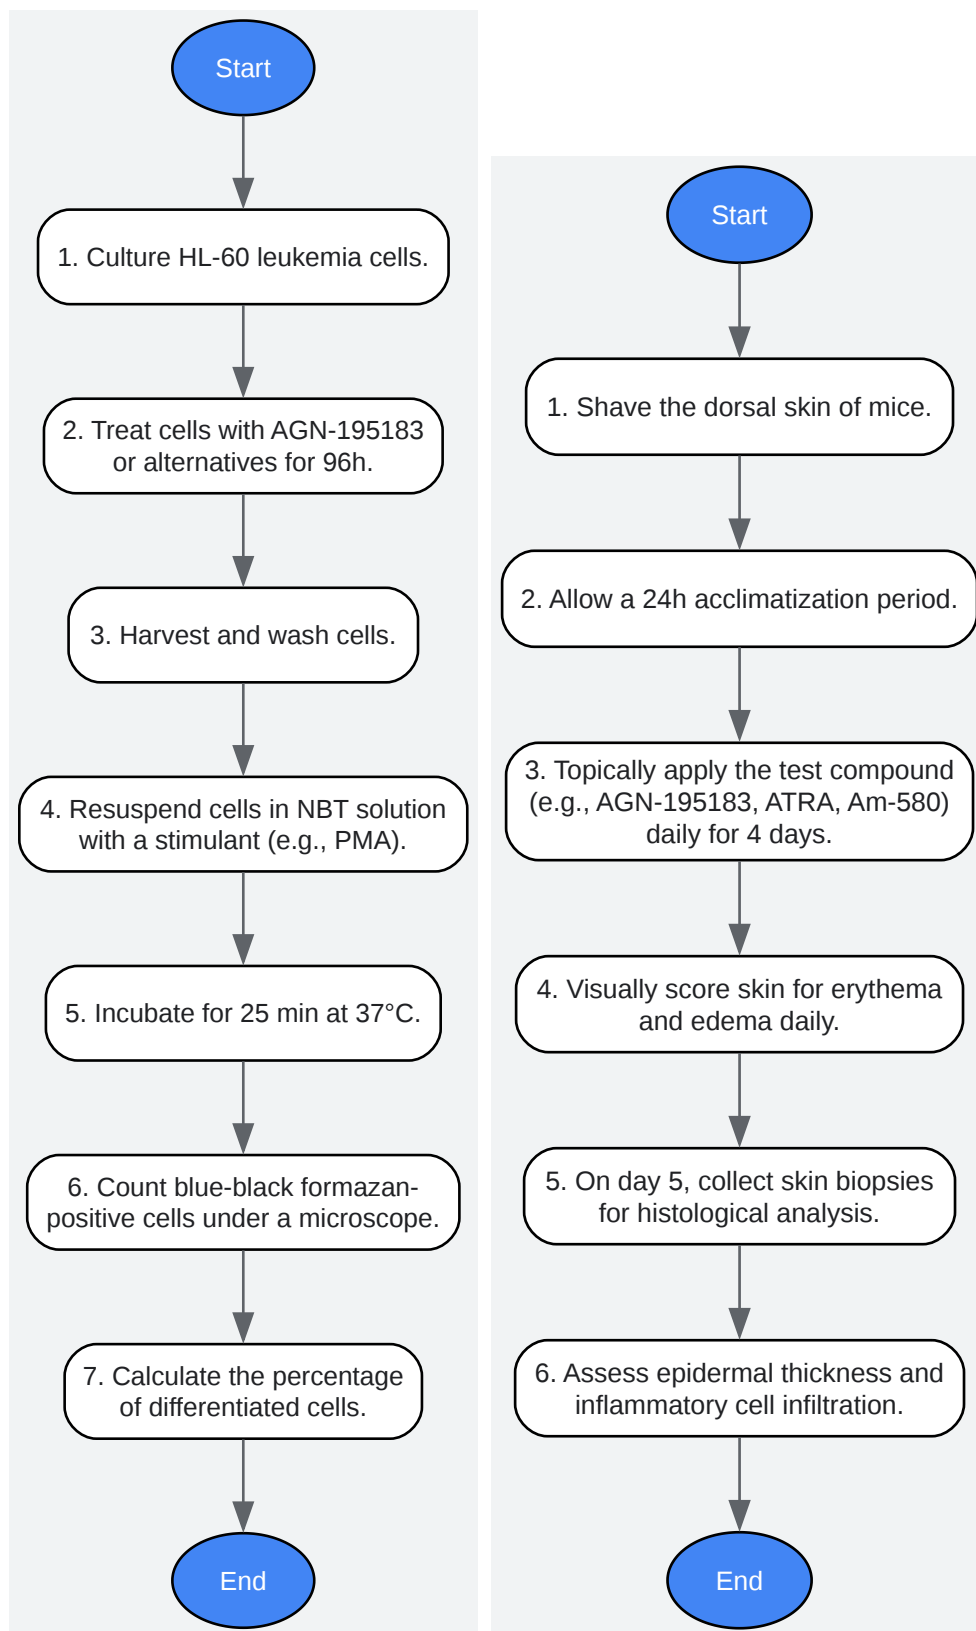 Start
1. Culture HL-60 leukemia cells.
2. Treat cells with AGN-195183
or alternatives for 96h.
3. Harvest and wash cells.
4. Resuspend cells in NBT solution
with a stimulant (e.g., PMA).
5. Incubate for 25 min at 37°C.
6. Count blue-black formazan-
positive cells under a microscope.
7. Calculate the percentage
of differentiated cells.
End
Start
1. Shave the dorsal skin of mice.
2. Allow a 24h acclimatization period.
3. Topically apply the test compound
(e.g., AGN-195183, ATRA, Am-580)
daily for 4 days.
4. Visually score skin for erythema
and edema daily.
5. On day 5, collect skin biopsies
for histological analysis.
6. Assess epidermal thickness and
inflammatory cell infiltration.
End